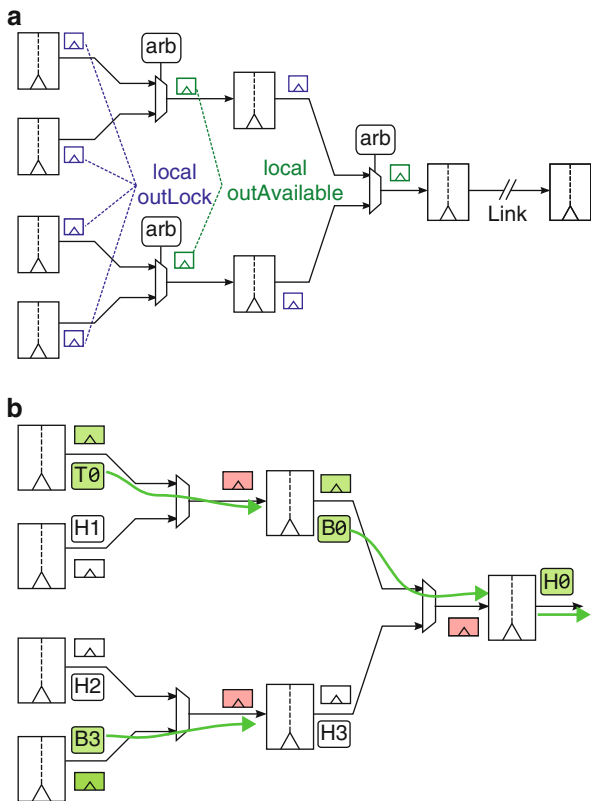 a
arb
local
outLock
local
outAvailable
arb
arb
Link
b
T0
H1
B0
H0
H2
B3
H3